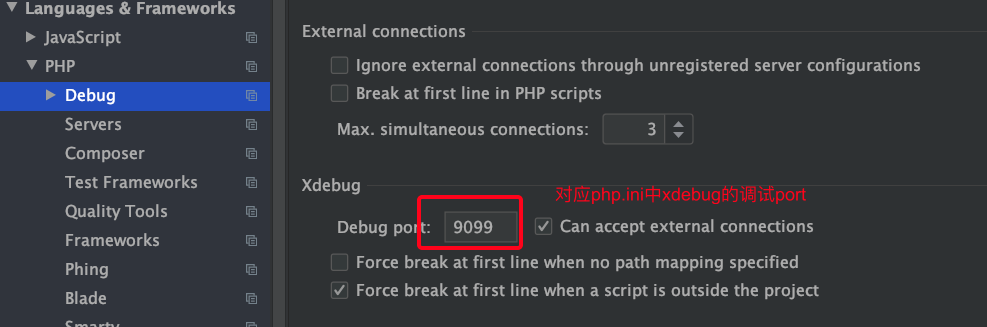 Languages & Frameworks
JavaScript
PHP
Debug
Servers
Composer
Test Frameworks
Quality Tools
Frameworks
Phing
Blade
Smarty
External connections
Ignore external connections through unregistered server configurations
Break at first line in PHP scripts
Max. simultaneous connections: 3
Xdebug
对应php.ini中xdebug的调试port
Debug port: 9099 Can accept external connections
Force break at first line when no path mapping specified
Force break at first line when a script is outside the project